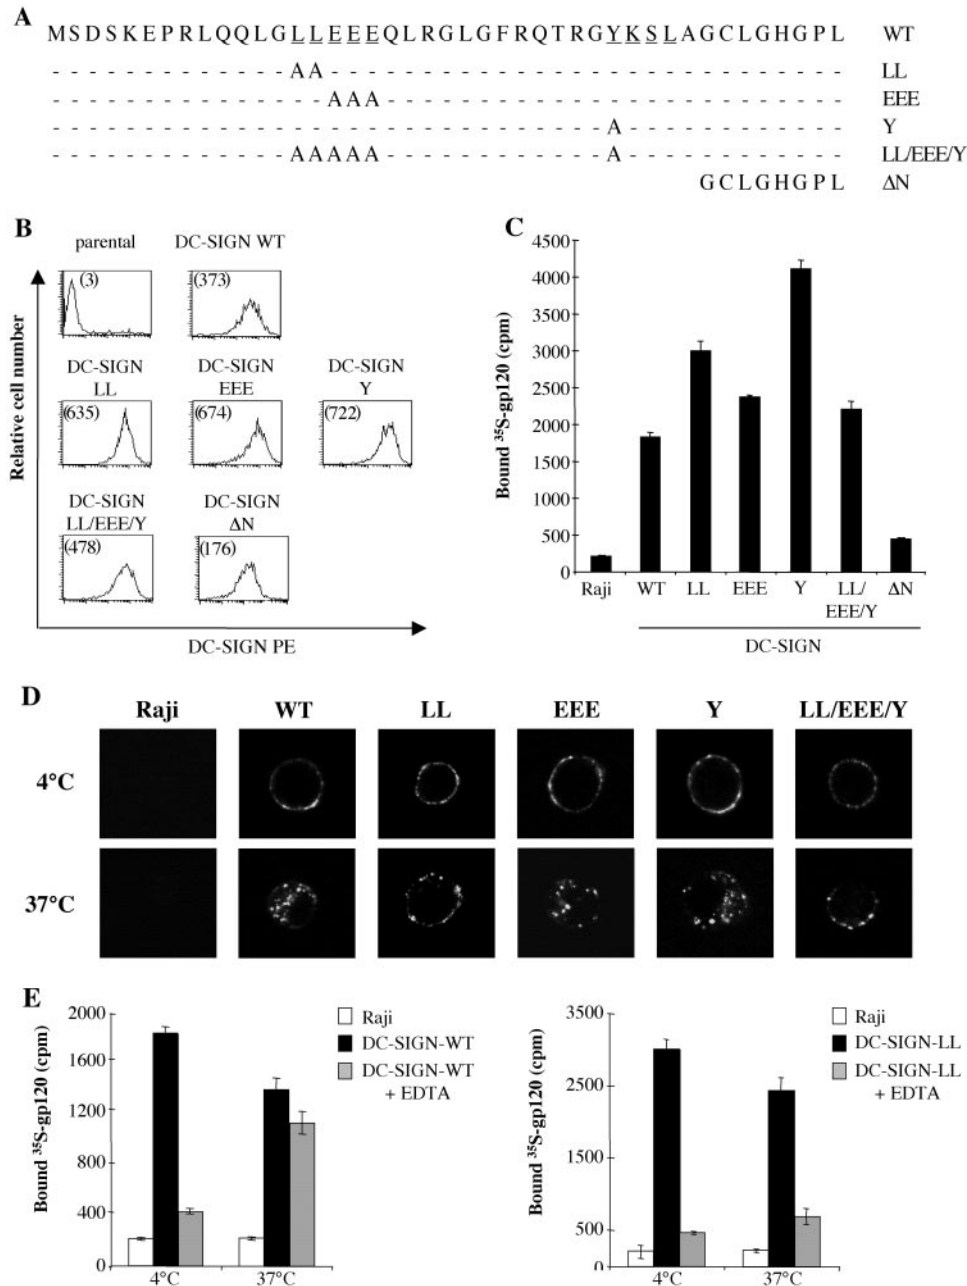 A
MSDSKEPRLQQLGLLEEEQLRGLGFRQTRGYKSLAGCLGHGPL WT
- - - - - - - - - - - - - AA - - - - - - - - - - - - - - - - - - - - - - - - - - - - LL
- - - - - - - - - - - - - - - AAA - - - - - - - - - - - - - - - - - - - - - - - - - EEE
- - - - - - - - - - - - - - - - - - - - - - - - - - - - - - A - - - - - - - - - - - - Y
- - - - - - - - - - - - - AAAAA - - - - - - - - - - - - A - - - - - - - - - - - - LL/EEE/Y
GCLGHGPL ΔN
B
parental DC-SIGN WT
(3) (373)
DC-SIGN DC-SIGN DC-SIGN
LL EEE Y
(635) (674) (722)
DC-SIGN DC-SIGN
LL/EEE/Y ΔN
(478) (176)
Relative cell number
DC-SIGN PE
C
Bound ³⁵S-gp120 (cpm)
4500
4000
3500
3000
2500
2000
1500
1000
500
0
Raji WT LL EEE Y LL/ ΔN
EEE/Y
DC-SIGN
D
Raji WT LL EEE Y LL/EEE/Y
4°C
37°C
E
Bound ³⁵S-gp120 (cpm)
2000
1600
1200
800
400
0
4°C 37°C
Raji
DC-SIGN-WT
DC-SIGN-WT
+ EDTA
Bound ³⁵S-gp120 (cpm)
3500
2500
1500
500
0
4°C 37°C
Raji
DC-SIGN-LL
DC-SIGN-LL
+ EDTA